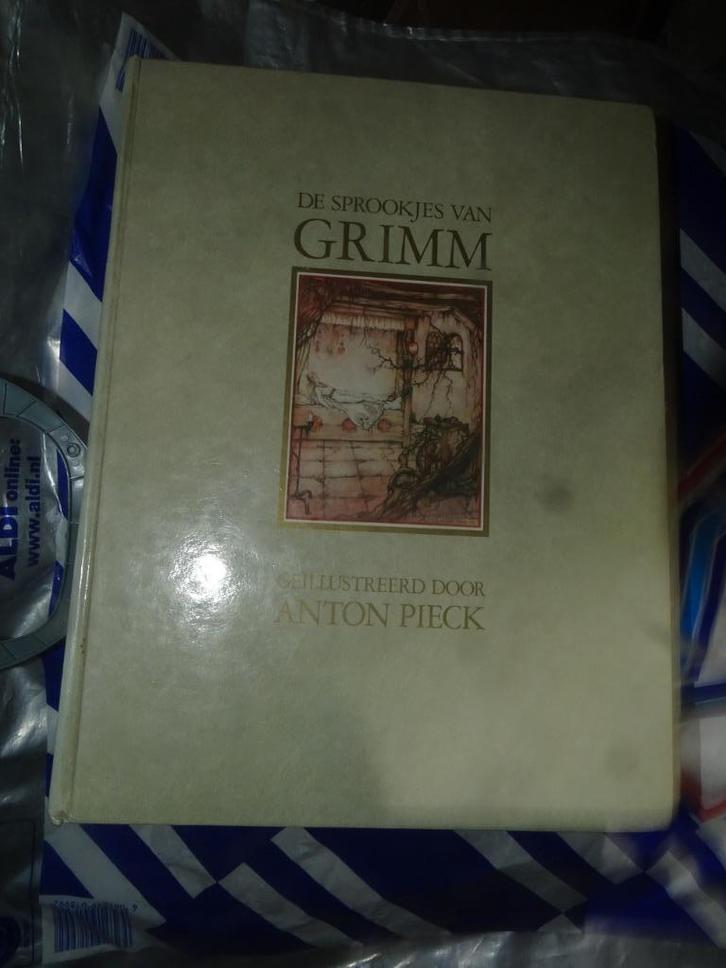 DE SPROOKJES VAN
GRIMM
GEÏLLUSTREERD DOOR
ANTON PIECK
ALDI online:
www.aldi.nl